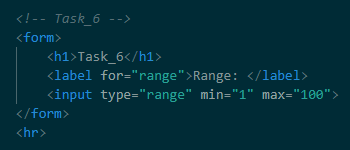 <!-- Task_6 -->
<form>
<h1>Task_6</h1>
<label for="range">Range: </label>
<input type="range" min="1" max="100">
</form>
<hr>